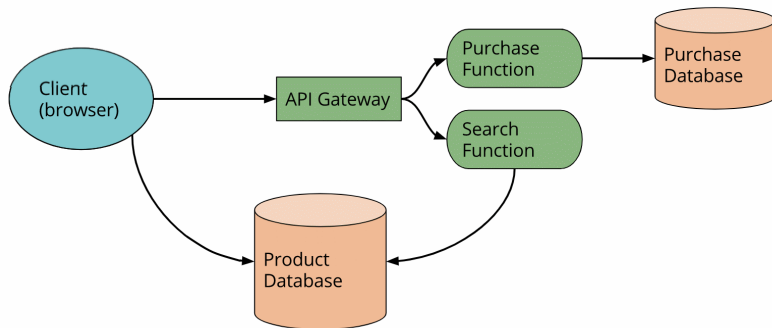 Client
(browser)
API Gateway
Purchase
Function
Search
Function
Purchase
Database
Product
Database